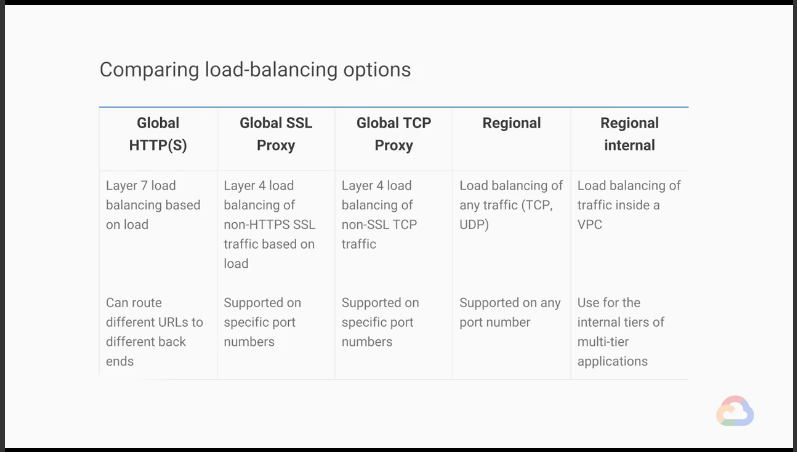 Comparing load-balancing options
Global
HTTP(S)
Global SSL
Proxy
Global TCP
Proxy
Regional
Regional
internal
Layer 7 load
balancing based
on load
Layer 4 load
balancing of
non-HTTPS SSL
traffic based on
load
Layer 4 load
balancing of
non-SSL TCP
traffic
Load balancing of
any traffic (TCP,
UDP)
Load balancing of
traffic inside a
VPC
Can route
different URLs to
different back
ends
Supported on
specific port
numbers
Supported on
specific port
numbers
Supported on any
port number
Use for the
internal tiers of
multi-tier
applications